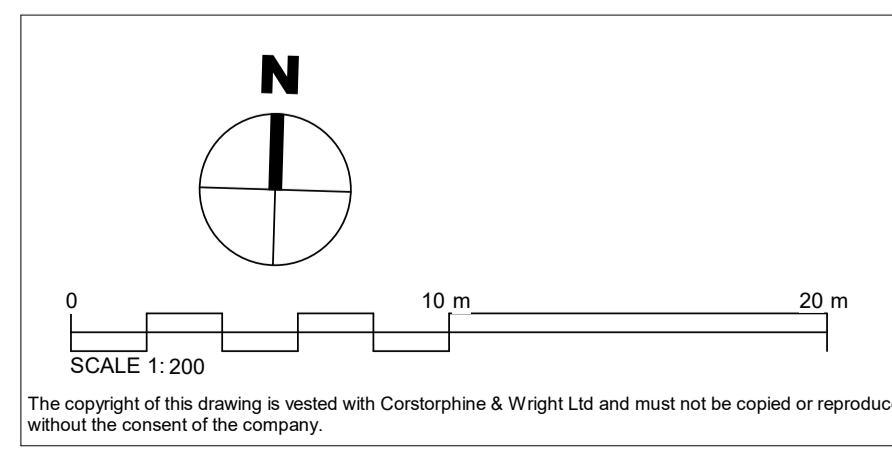 N
0 10 m 20 m
SCALE 1: 200
The copyright of this drawing is vested with Corstorphine & Wright Ltd and must not be copied or reproduce
without the consent of the company.